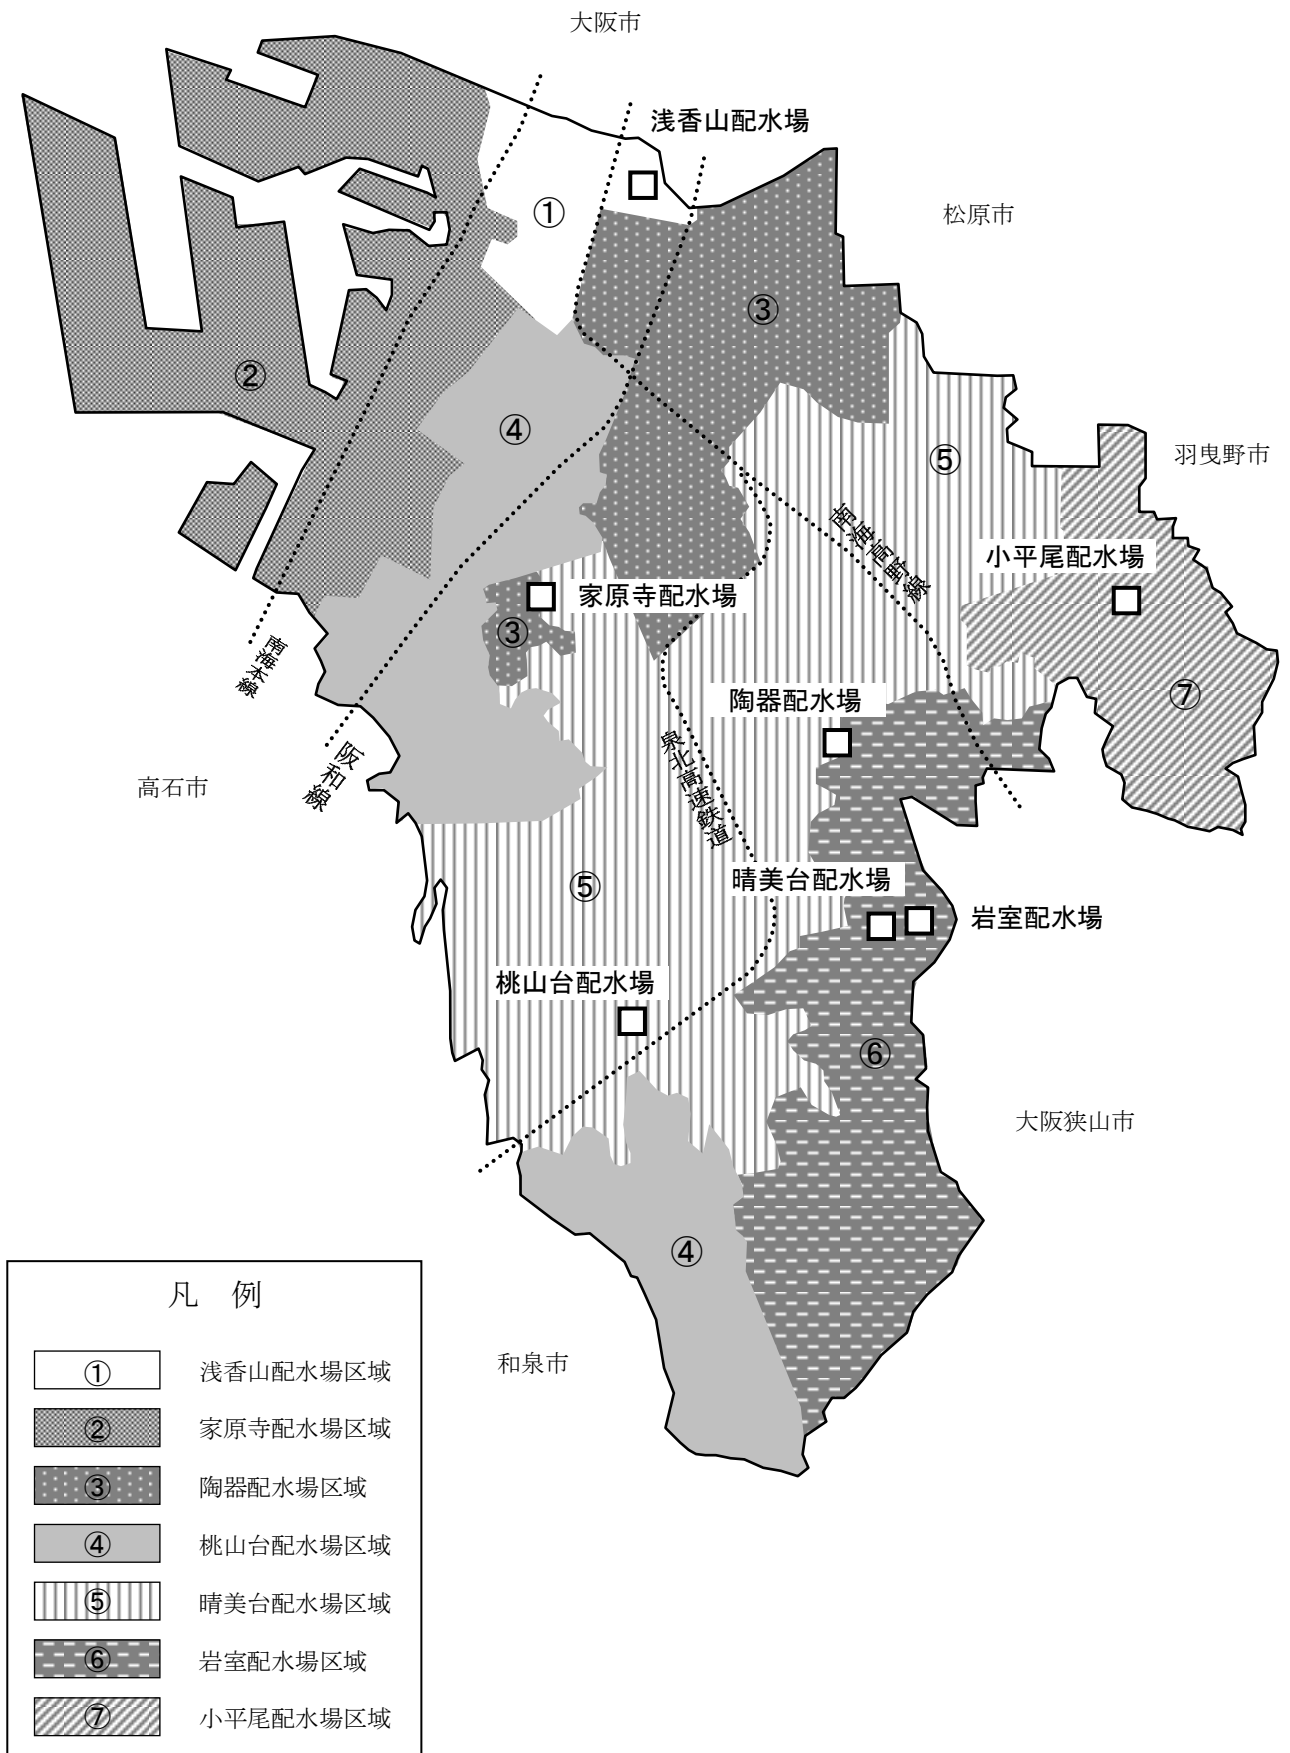 大阪市
浅香山配水場
①
松原市
③
②
④
⑤
羽曳野市
南海高野線
小平尾配水場
家原寺配水場
③
南海本線
陶器配水場
⑦
阪和線
泉北高速鉄道
高石市
晴美台配水場
⑤
岩室配水場
桃山台配水場
⑥
大阪狭山市
④
和泉市
凡 例
① 浅香山配水場区域
② 家原寺配水場区域
③ 陶器配水場区域
④ 桃山台配水場区域
⑤ 晴美台配水場区域
⑥ 岩室配水場区域
⑦ 小平尾配水場区域